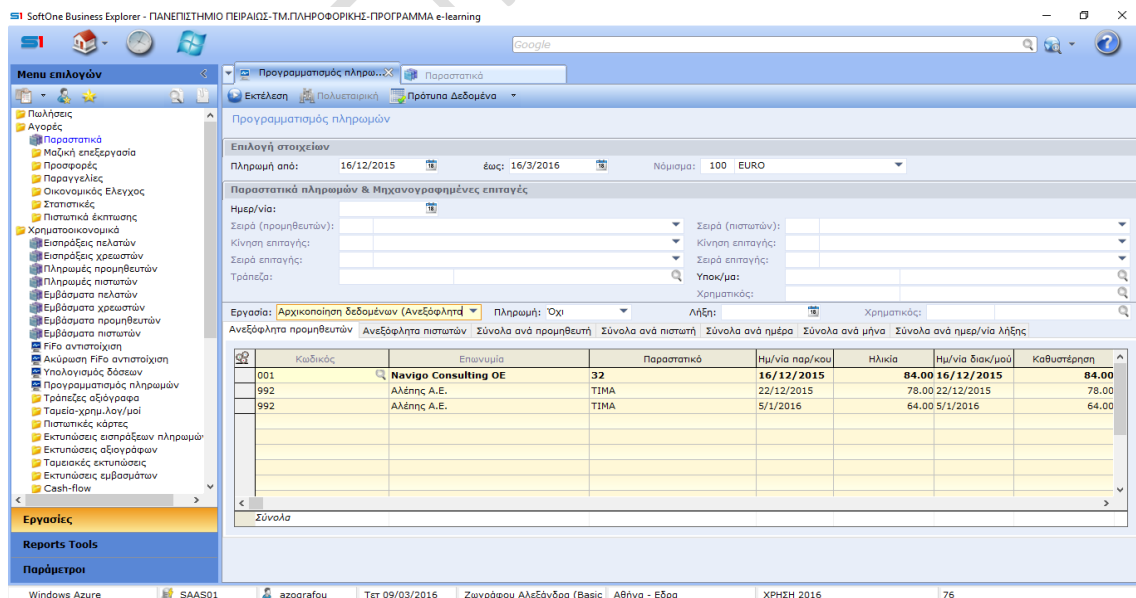 S1 SoftOne Business Explorer - ΠΑΝΕΠΙΣΤΗΜΙΟ ΠΕΙΡΑΙΩΣ-ΤΜ.ΠΛΗΡΟΦΟΡΙΚΗΣ-ΠΡΟΓΡΑΜΜΑ e-learning
S1 Google
Menu επιλογών
Προγραμματισμός πληρω... Παραστατικά
Εκτέλεση Πολυεταιρική Πρότυπα Δεδομένα
Πωλήσεις
Αγορές
Παραστατικά
Μαζική επεξεργασία
Προσφορές
Παραγγελίες
Οικονομικός Ελεγχος
Στατιστικές
Πιστωτικά έκπτωσης
Χρηματοοικονομικά
Εισπράξεις πελατών
Εισπράξεις χρεωστών
Πληρωμές προμηθευτών
Πληρωμές πιστωτών
Εμβάσματα πελατών
Εμβάσματα χρεωστών
Εμβάσματα προμηθευτών
Εμβάσματα πιστωτών
FiFo αντιστοίχιση
Ακύρωση FiFo αντιστοίχιση
Υπολογισμός δόσεων
Προγραμματισμός πληρωμών
Τράπεζες αξιόγραφα
Ταμεία-χρημ.λογ/μοί
Πιστωτικές κάρτες
Εκτυπώσεις εισπράξεων πληρωμώ
Εκτυπώσεις αξιογράφων
Ταμειακές εκτυπώσεις
Εκτυπώσεις εμβασμάτων
Cash-flow
Εργασίες
Reports Tools
Παράμετροι
Προγραμματισμός πληρωμών
Επιλογή στοιχείων
Πληρωμή από: 16/12/2015 έως: 16/3/2016 Νόμισμα: 100 EURO
Παραστατικά πληρωμών & Μηχανογραφημένες επιταγές
Ημερ/νία:
Σειρά (προμηθευτών): Σειρά (πιστωτών):
Κίνηση επιταγής: Κίνηση επιταγής:
Σειρά επιταγής: Σειρά επιταγής:
Τράπεζα: Υποκ/μα:
Χρηματικός:
Εργασία: Αρχικοποίηση δεδομένων (Ανεξόφλητα Πληρωμή: Όχι Λήξη: Χρηματικός:
Ανεξόφλητα προμηθευτών Ανεξόφλητα πιστωτών Σύνολα ανά προμηθευτή Σύνολα ανά πιστωτή Σύνολα ανά ημέρα Σύνολα ανά μήνα Σύνολα ανά ημερ/νία λήξης
Κωδικός Επωνυμία Παραστατικό Ημ/νία παρ/κου Ηλικία Ημ/νία διακ/μού Καθυστέρηση
001 Navigo Consulting OE 32 16/12/2015 84.00 16/12/2015 84.00
992 Αλέπης Α.Ε. ΤΙΜΑ 22/12/2015 78.00 22/12/2015 78.00
992 Αλέπης Α.Ε. ΤΙΜΑ 5/1/2016 64.00 5/1/2016 64.00
Σύνολα
Windows Azure SAAS01 azografou Τετ 09/03/2016 Ζωγράφου Αλεξάνδρα (Basic Αθήνα - Εδρα ΧΡΗΣΗ 2016 76